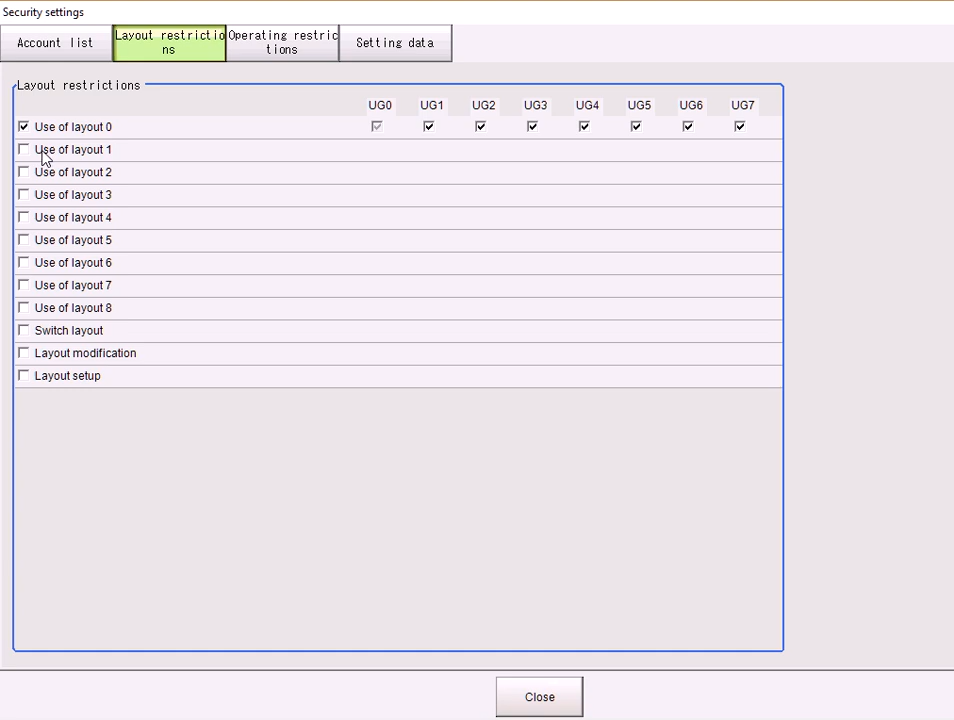 Security settings
Account list
Layout restrictio
ns
Operating restric
tions
Setting data
Layout restrictions
UG0 UG1 UG2 UG3 UG4 UG5 UG6 UG7
Use of layout 0
Use of layout 1
Use of layout 2
Use of layout 3
Use of layout 4
Use of layout 5
Use of layout 6
Use of layout 7
Use of layout 8
Switch layout
Layout modification
Layout setup
Close